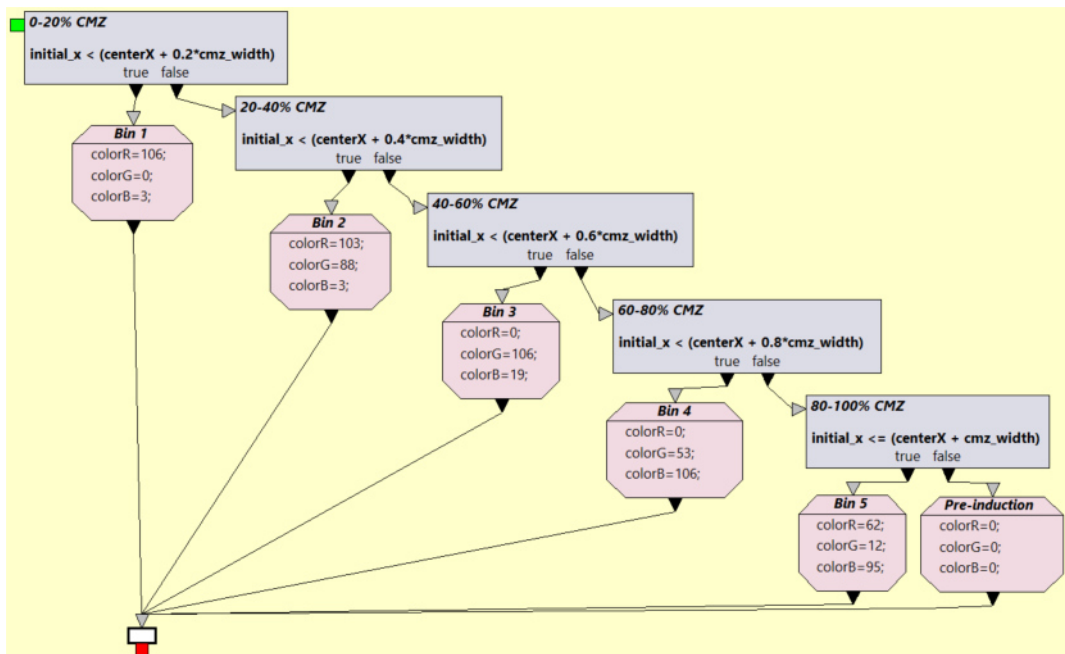 0-20% CMZ
initial_x < (centerX + 0.2*cmz_width)
true false
Bin 1
colorR=106;
colorG=0;
colorB=3;
20-40% CMZ
initial_x < (centerX + 0.4*cmz_width)
true false
Bin 2
colorR=103;
colorG=88;
colorB=3;
40-60% CMZ
initial_x < (centerX + 0.6*cmz_width)
true false
Bin 3
colorR=0;
colorG=106;
colorB=19;
60-80% CMZ
initial_x < (centerX + 0.8*cmz_width)
true false
Bin 4
colorR=0;
colorG=53;
colorB=106;
80-100% CMZ
initial_x <= (centerX + cmz_width)
true false
Bin 5
colorR=62;
colorG=12;
colorB=95;
Pre-induction
colorR=0;
colorG=0;
colorB=0;